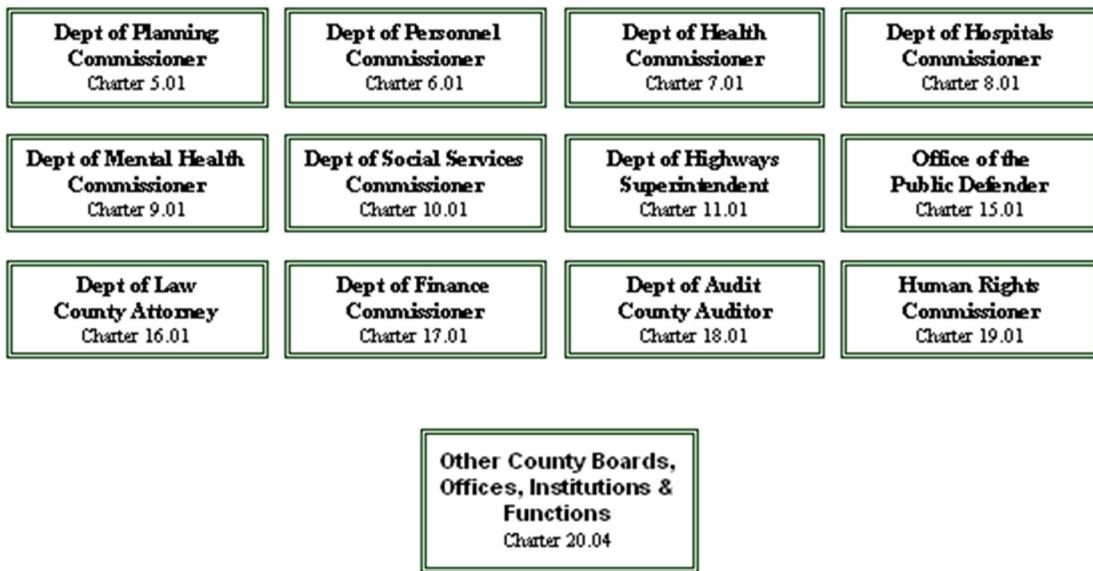 Dept of Planning
Commissioner
Charter 5.01
Dept of Personnel
Commissioner
Charter 6.01
Dept of Health
Commissioner
Charter 7.01
Dept of Hospitals
Commissioner
Charter 8.01
Dept of Mental Health
Commissioner
Charter 9.01
Dept of Social Services
Commissioner
Charter 10.01
Dept of Highways
Superintendent
Charter 11.01
Office of the
Public Defender
Charter 15.01
Dept of Law
County Attorney
Charter 16.01
Dept of Finance
Commissioner
Charter 17.01
Dept of Audit
County Auditor
Charter 18.01
Human Rights
Commissioner
Charter 19.01
Other County Boards,
Offices, Institutions &
Functions
Charter 20.04